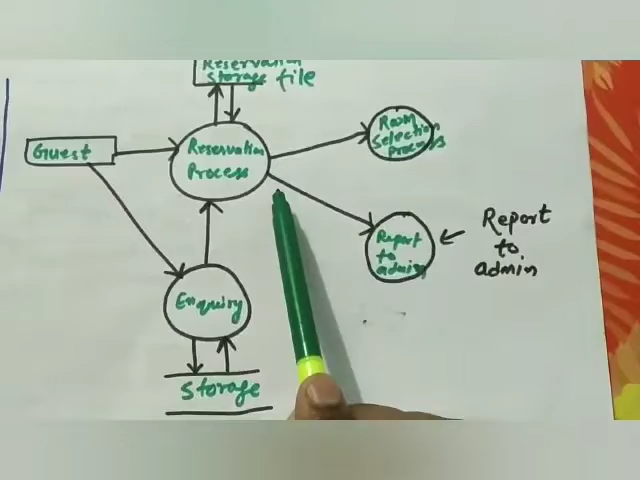 Reservation
Storage file
Guest
Reservation
Process
Room
Selection
Process
Report
to
admin
Report
to
admin
Enquiry
Storage